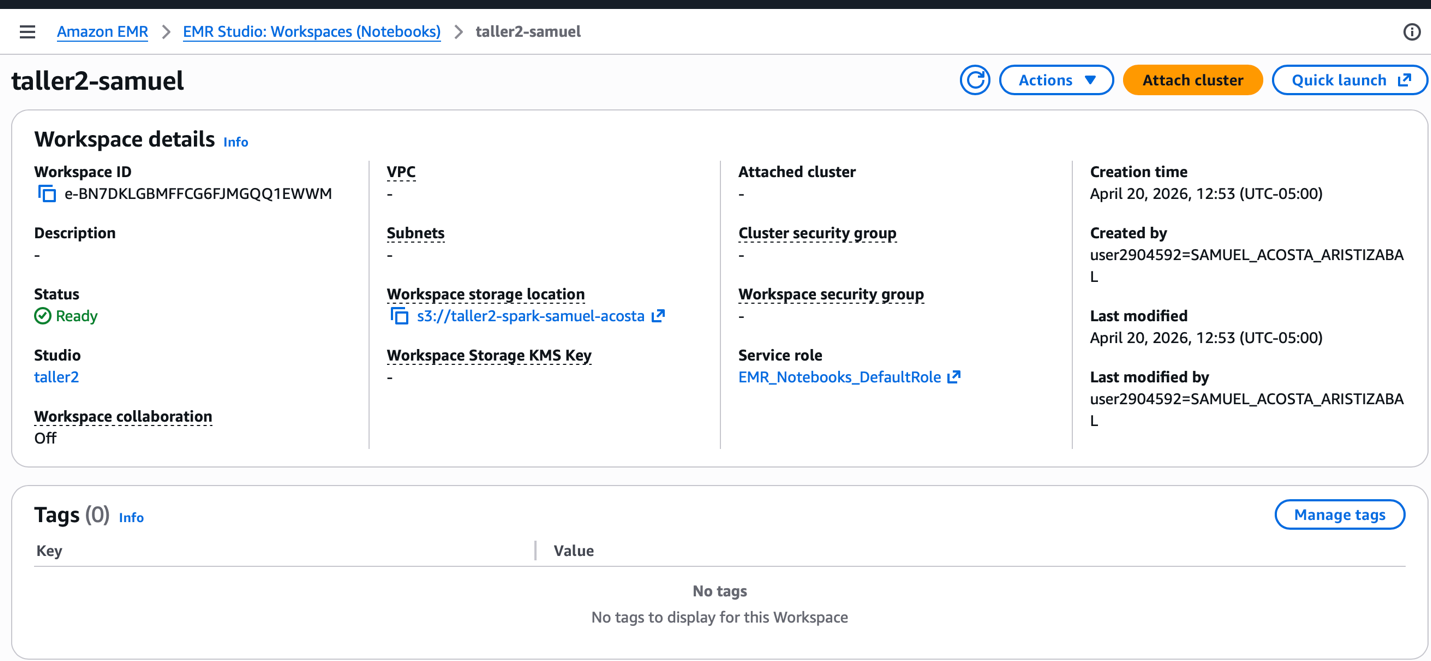 Amazon EMR > EMR Studio: Workspaces (Notebooks) > taller2-samuel
taller2-samuel
Actions
Attach cluster
Quick launch
Workspace details Info
Workspace ID
e-BN7DKLGBMFFCG6FJMGQQ1EWWM
Description
-
Status
Ready
Studio
taller2
Workspace collaboration
Off
VPC
-
Subnets
-
Workspace storage location
s3://taller2-spark-samuel-acosta
Workspace Storage KMS Key
-
Attached cluster
-
Cluster security group
-
Workspace security group
-
Service role
EMR_Notebooks_DefaultRole
Creation time
April 20, 2026, 12:53 (UTC-05:00)
Created by
user2904592=SAMUEL_ACOSTA_ARISTIZABA
L
Last modified
April 20, 2026, 12:53 (UTC-05:00)
Last modified by
user2904592=SAMUEL_ACOSTA_ARISTIZABA
L
Tags (0) Info
Manage tags
Key
Value
No tags
No tags to display for this Workspace